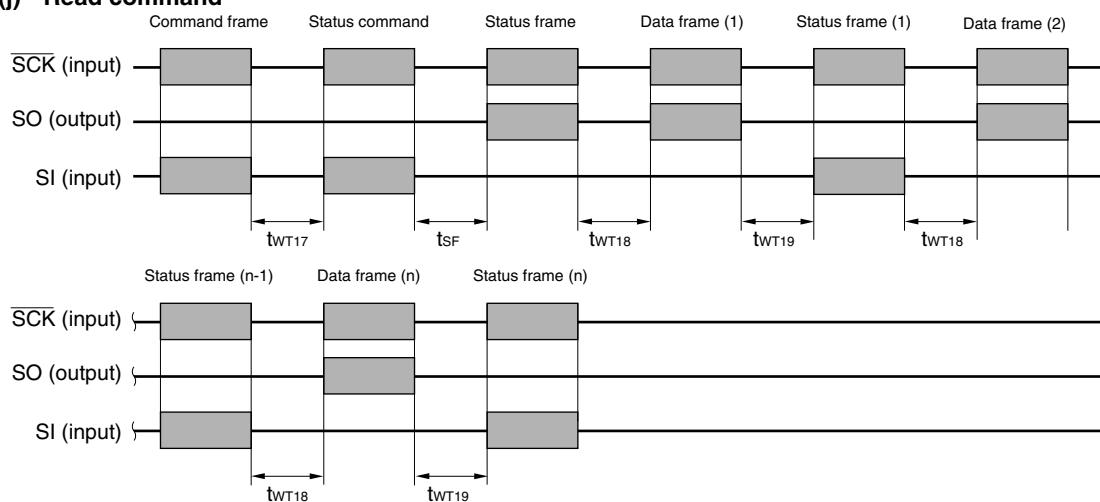 (j) Read command
Command frame Status command Status frame Data frame (1) Status frame (1) Data frame (2)
SCK (input)
SO (output)
SI (input)
tWT17 tSF tWT18 tWT19 tWT18
Status frame (n-1) Data frame (n) Status frame (n)
SCK (input)
SO (output)
SI (input)
tWT18 tWT19